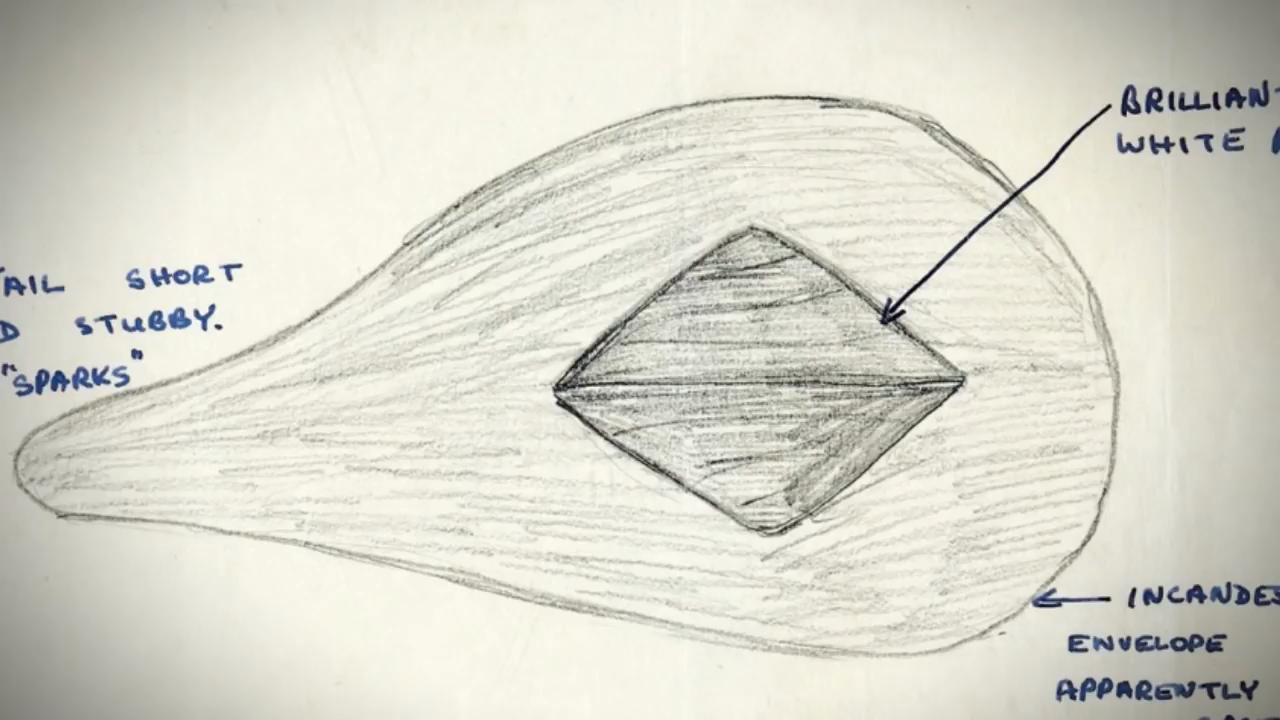 BRILLIAN
WHITE
AIL SHORT
D STUBBY.
"SPARKS"
INCANDES
ENVELOPE
APPARENTLY